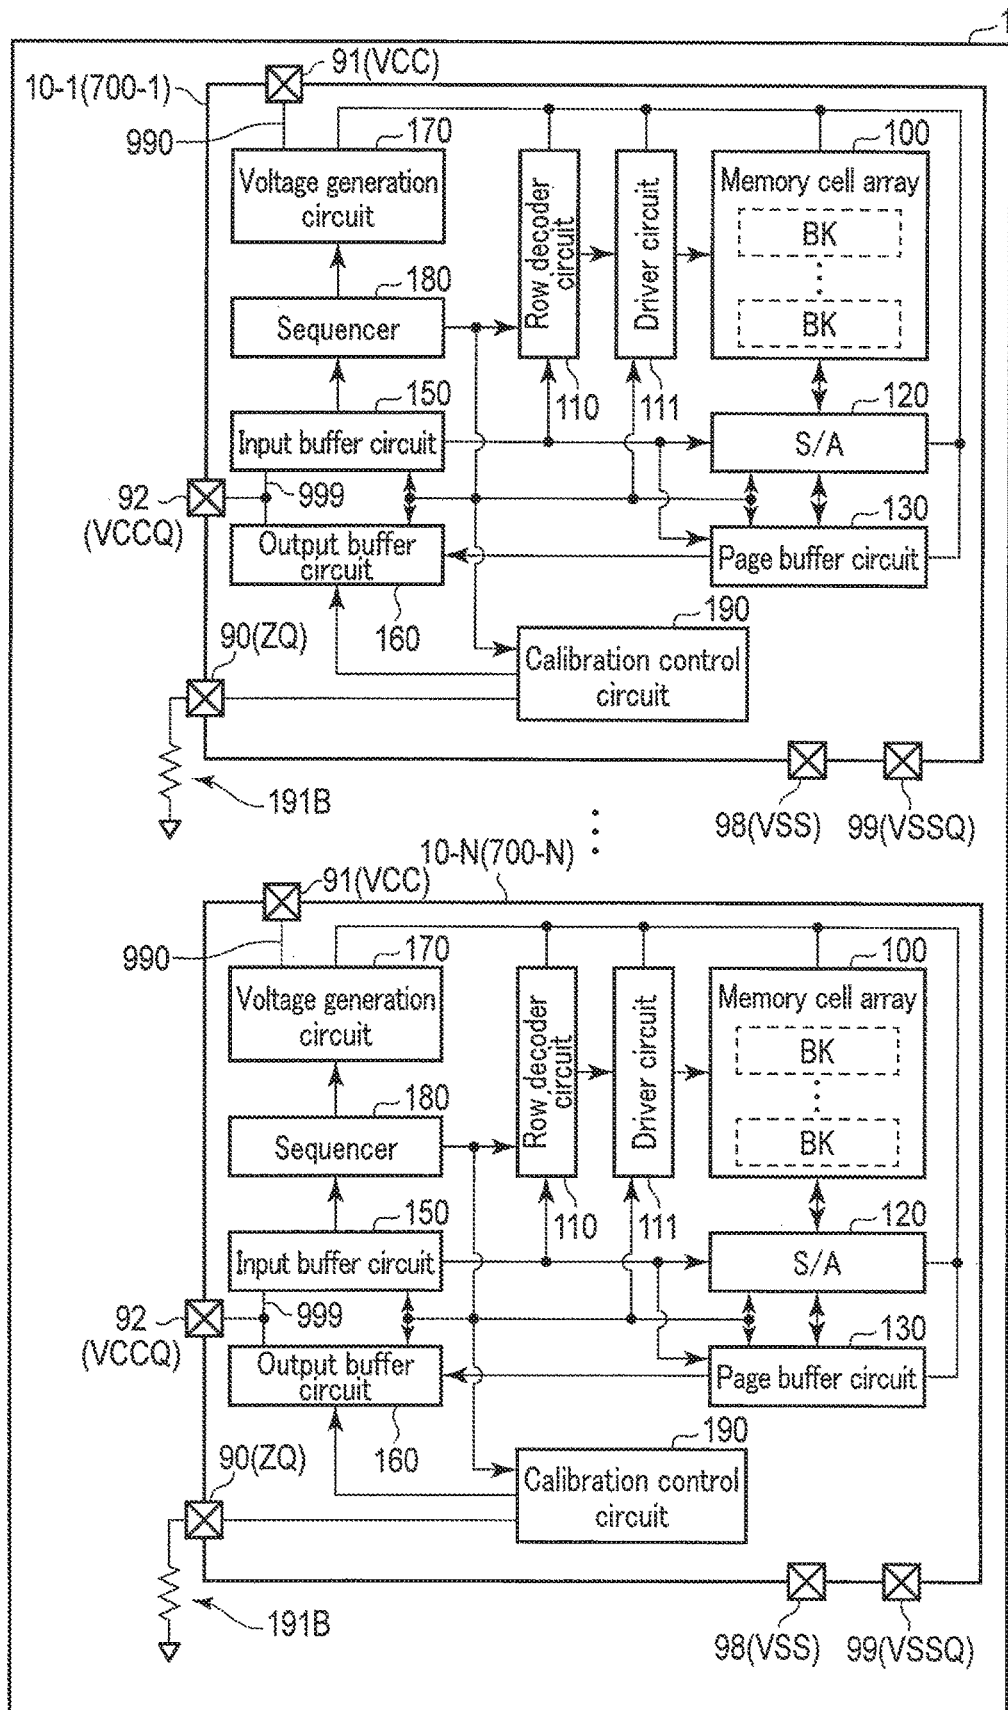 1
91(VCC)
10-1(700-1)
990
170
100
Voltage generation
circuit
Row decoder
circuit
Driver circuit
Memory cell array
BK
BK
180
Sequencer
150
110
111
120
Input buffer circuit
S/A
92
(VCCQ)
999
130
Output buffer
circuit
Page buffer circuit
160
190
90(ZQ)
Calibration control
circuit
191B
98(VSS)
99(VSSQ)
10-N(700-N)
91(VCC)
990
170
100
Voltage generation
circuit
Row decoder
circuit
Driver circuit
Memory cell array
BK
BK
180
Sequencer
150
110
111
120
Input buffer circuit
S/A
92
(VCCQ)
999
130
Output buffer
circuit
Page buffer circuit
160
190
90(ZQ)
Calibration control
circuit
191B
98(VSS)
99(VSSQ)